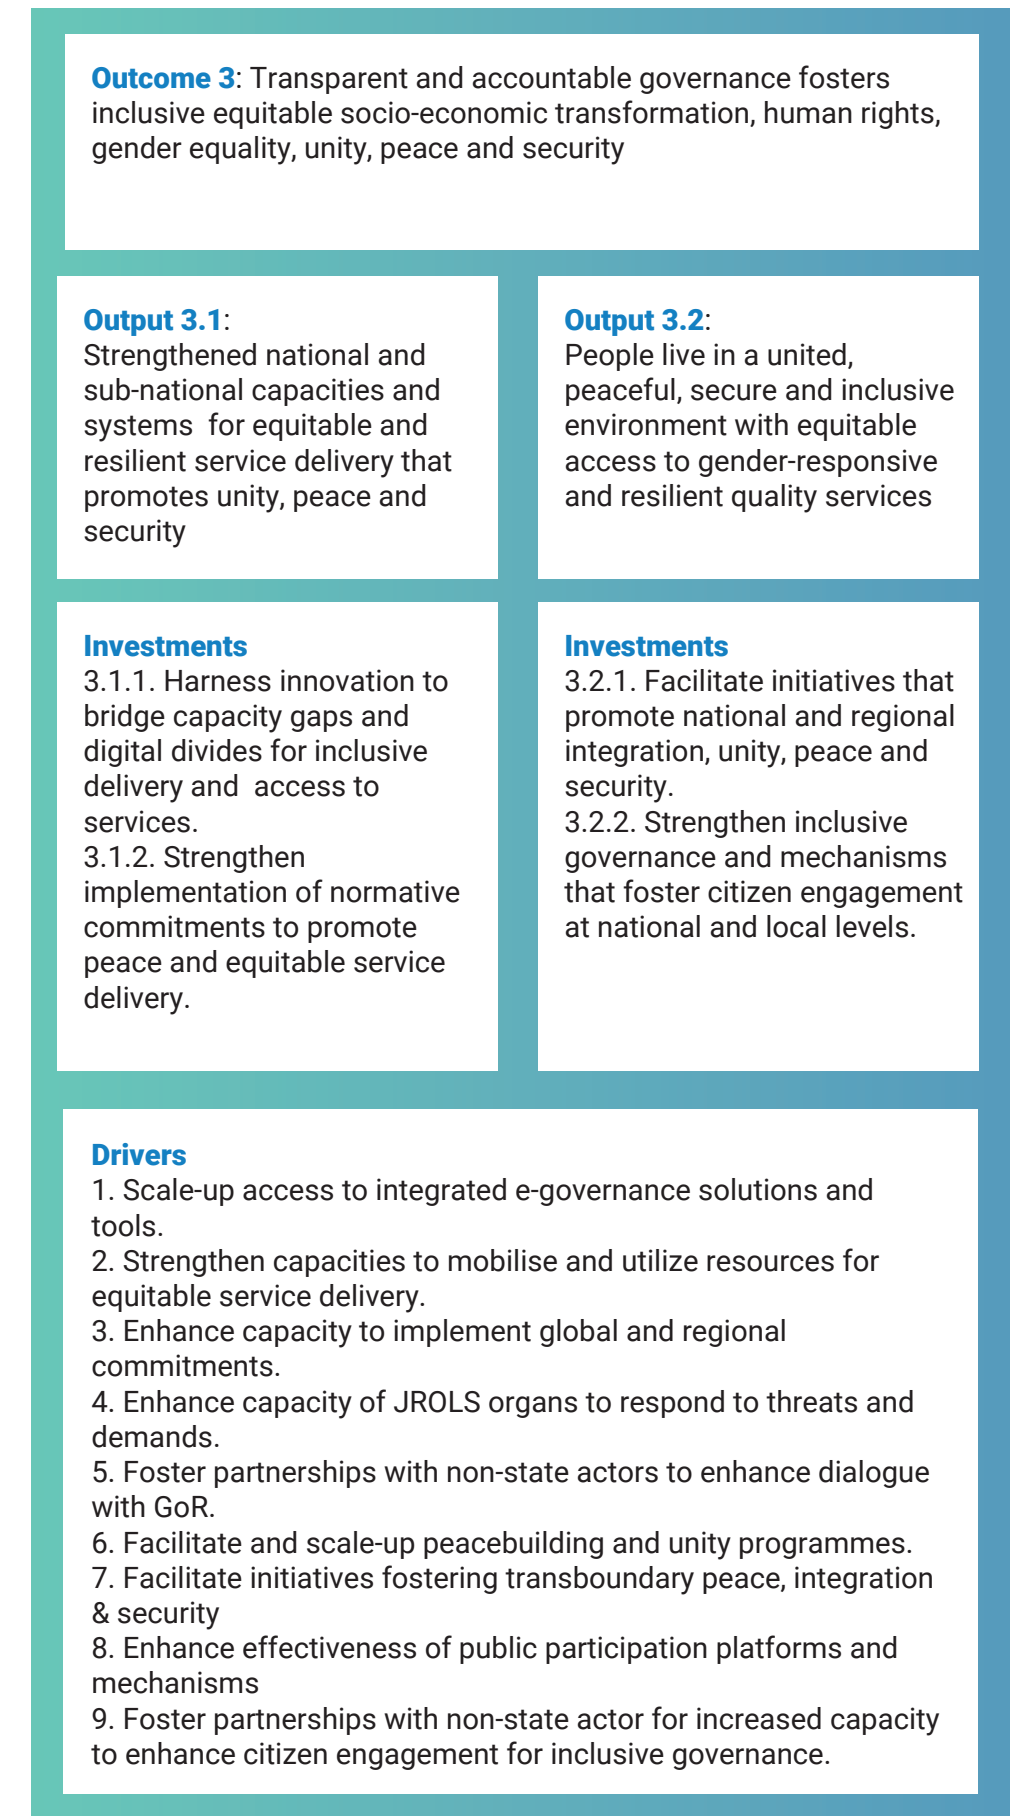 Outcome 3: Transparent and accountable governance fosters
inclusive equitable socio-economic transformation, human rights,
gender equality, unity, peace and security
Output 3.1:
Strengthened national and
sub-national capacities and
systems  for equitable and
resilient service delivery that
promotes unity, peace and
security
Output 3.2:
People live in a united,
peaceful, secure and inclusive
environment with equitable
access to gender-responsive
and resilient quality services
Investments
3.1.1. Harness innovation to
bridge capacity gaps and
digital divides for inclusive
delivery and  access to
services.
3.1.2. Strengthen
implementation of normative
commitments to promote
peace and equitable service
delivery.
Investments
3.2.1. Facilitate initiatives that
promote national and regional
integration, unity, peace and
security.
3.2.2. Strengthen inclusive
governance and mechanisms
that foster citizen engagement
at national and local levels.
Drivers
1. Scale-up access to integrated e-governance solutions and
tools.
2. Strengthen capacities to mobilise and utilize resources for
equitable service delivery.
3. Enhance capacity to implement global and regional
commitments.
4. Enhance capacity of JROLS organs to respond to threats and
demands.
5. Foster partnerships with non-state actors to enhance dialogue
with GoR.
6. Facilitate and scale-up peacebuilding and unity programmes.
7. Facilitate initiatives fostering transboundary peace, integration
& security
8. Enhance effectiveness of public participation platforms and
mechanisms
9. Foster partnerships with non-state actor for increased capacity
to enhance citizen engagement for inclusive governance.